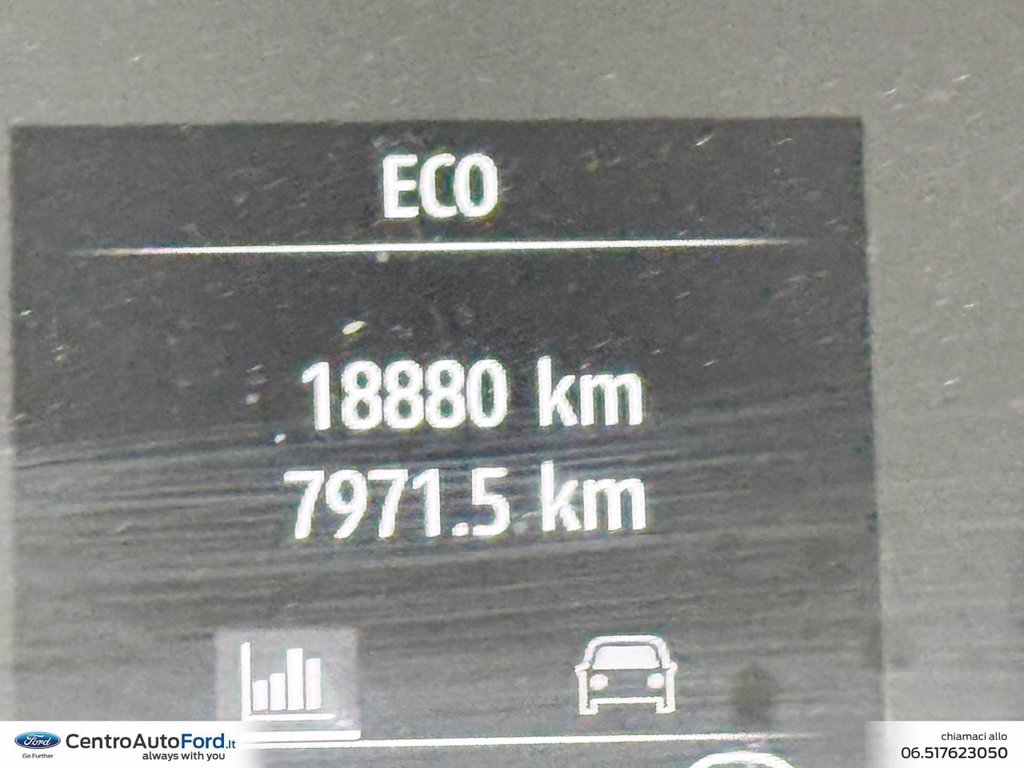 ECO
18880 km
7971.5 km
Ford
Go Further
CentroAutoFord.it
always with you
chiamaci allo
06.517623050